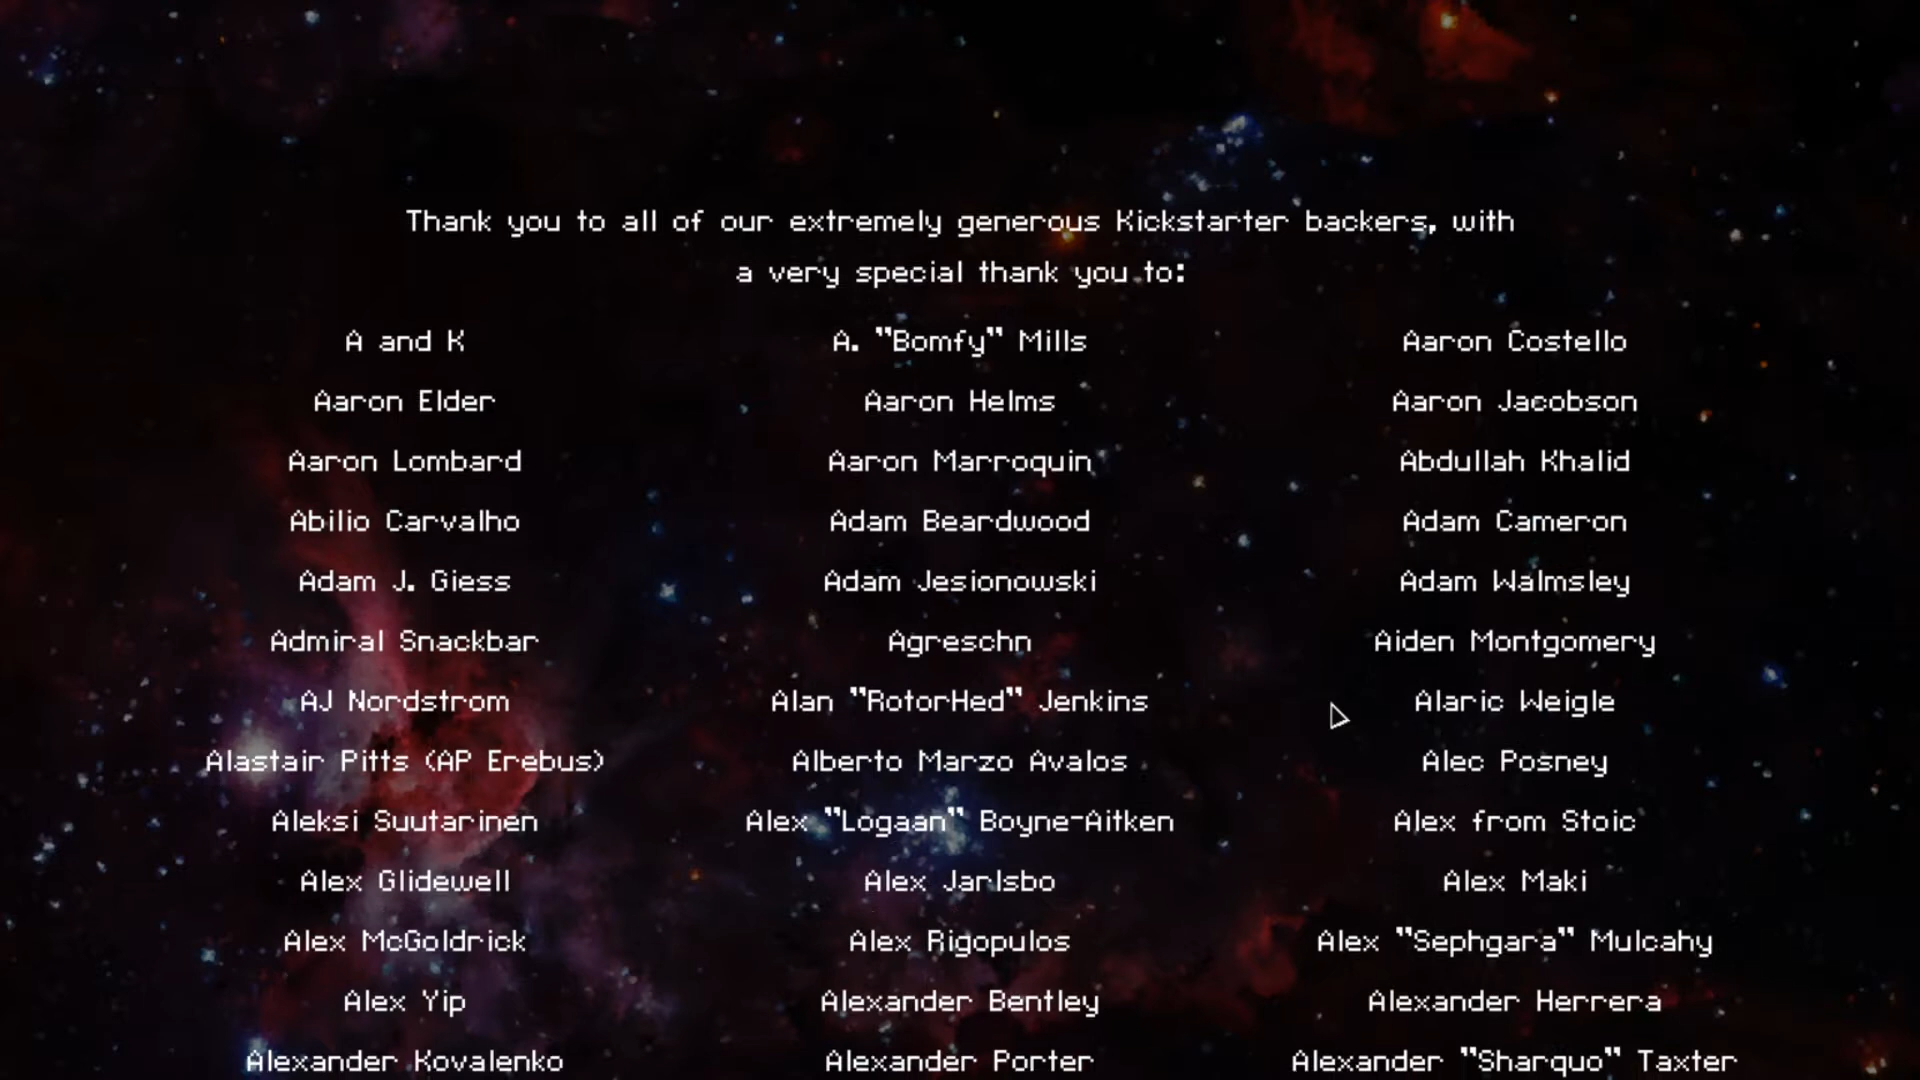 Thank you to all of our extremely generous Kickstarter backers, with
a very special thank you to:
A and K A. "Bomfy" Mills Aaron Costello
Aaron Elder Aaron Helms Aaron Jacobson
Aaron Lombard Aaron Marroquin Abdullah Khalid
Abilio Carvalho Adam Beardwood Adam Cameron
Adam J. Giess Adam Jesionowski Adam Walmsley
Admiral Snackbar Agreschn Aiden Montgomery
AJ Nordstrom Alan "RotorHed" Jenkins Alaric Weigle
Alastair Pitts (AP Erebus) Alberto Marzo Avalos Alec Posney
Aleksi Suutarinen Alex "Logaan" Boyne-Aitken Alex from Stoic
Alex Glidewell Alex Jarlsbo Alex Maki
Alex McGoldrick Alex Rigopulos Alex "Sephgara" Mulcahy
Alex Yip Alexander Bentley Alexander Herrera
Alexander Kovalenko Alexander Porter Alexander "Sharquo" Taxter